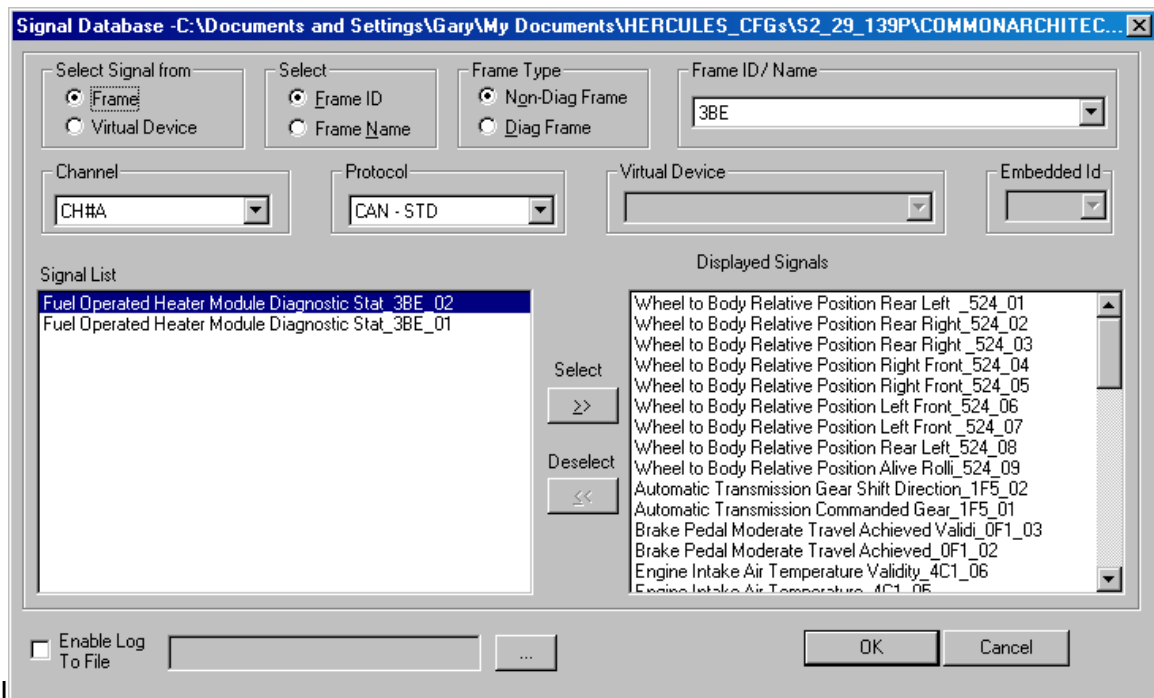 Signal Database -C:\Documents and Settings\Gary\My Documents\HERCULES_CFGs\S2_29_139P\COMMONARCHITEC...
Select Signal from
Frame
Virtual Device
Select
Frame ID
Frame Name
Frame Type
Non-Diag Frame
Diag Frame
Frame ID/ Name
3BE
Channel
CH#A
Protocol
CAN - STD
Virtual Device
Embedded Id
Signal List
Fuel Operated Heater Module Diagnostic Stat_3BE_02
Fuel Operated Heater Module Diagnostic Stat_3BE_01
Select
>>
Deselect
<<
Displayed Signals
Wheel to Body Relative Position Rear Left _524_01
Wheel to Body Relative Position Rear Right_524_02
Wheel to Body Relative Position Rear Right _524_03
Wheel to Body Relative Position Right Front_524_04
Wheel to Body Relative Position Right Front_524_05
Wheel to Body Relative Position Left Front_524_06
Wheel to Body Relative Position Left Front _524_07
Wheel to Body Relative Position Rear Left_524_08
Wheel to Body Relative Position Alive Rolli_524_09
Automatic Transmission Gear Shift Direction_1F5_02
Automatic Transmission Commanded Gear_1F5_01
Brake Pedal Moderate Travel Achieved Validi_0F1_03
Brake Pedal Moderate Travel Achieved_0F1_02
Engine Intake Air Temperature Validity_4C1_06
Engine Intake Air Temperature_4C1_05
Enable Log
To File
...
OK
Cancel